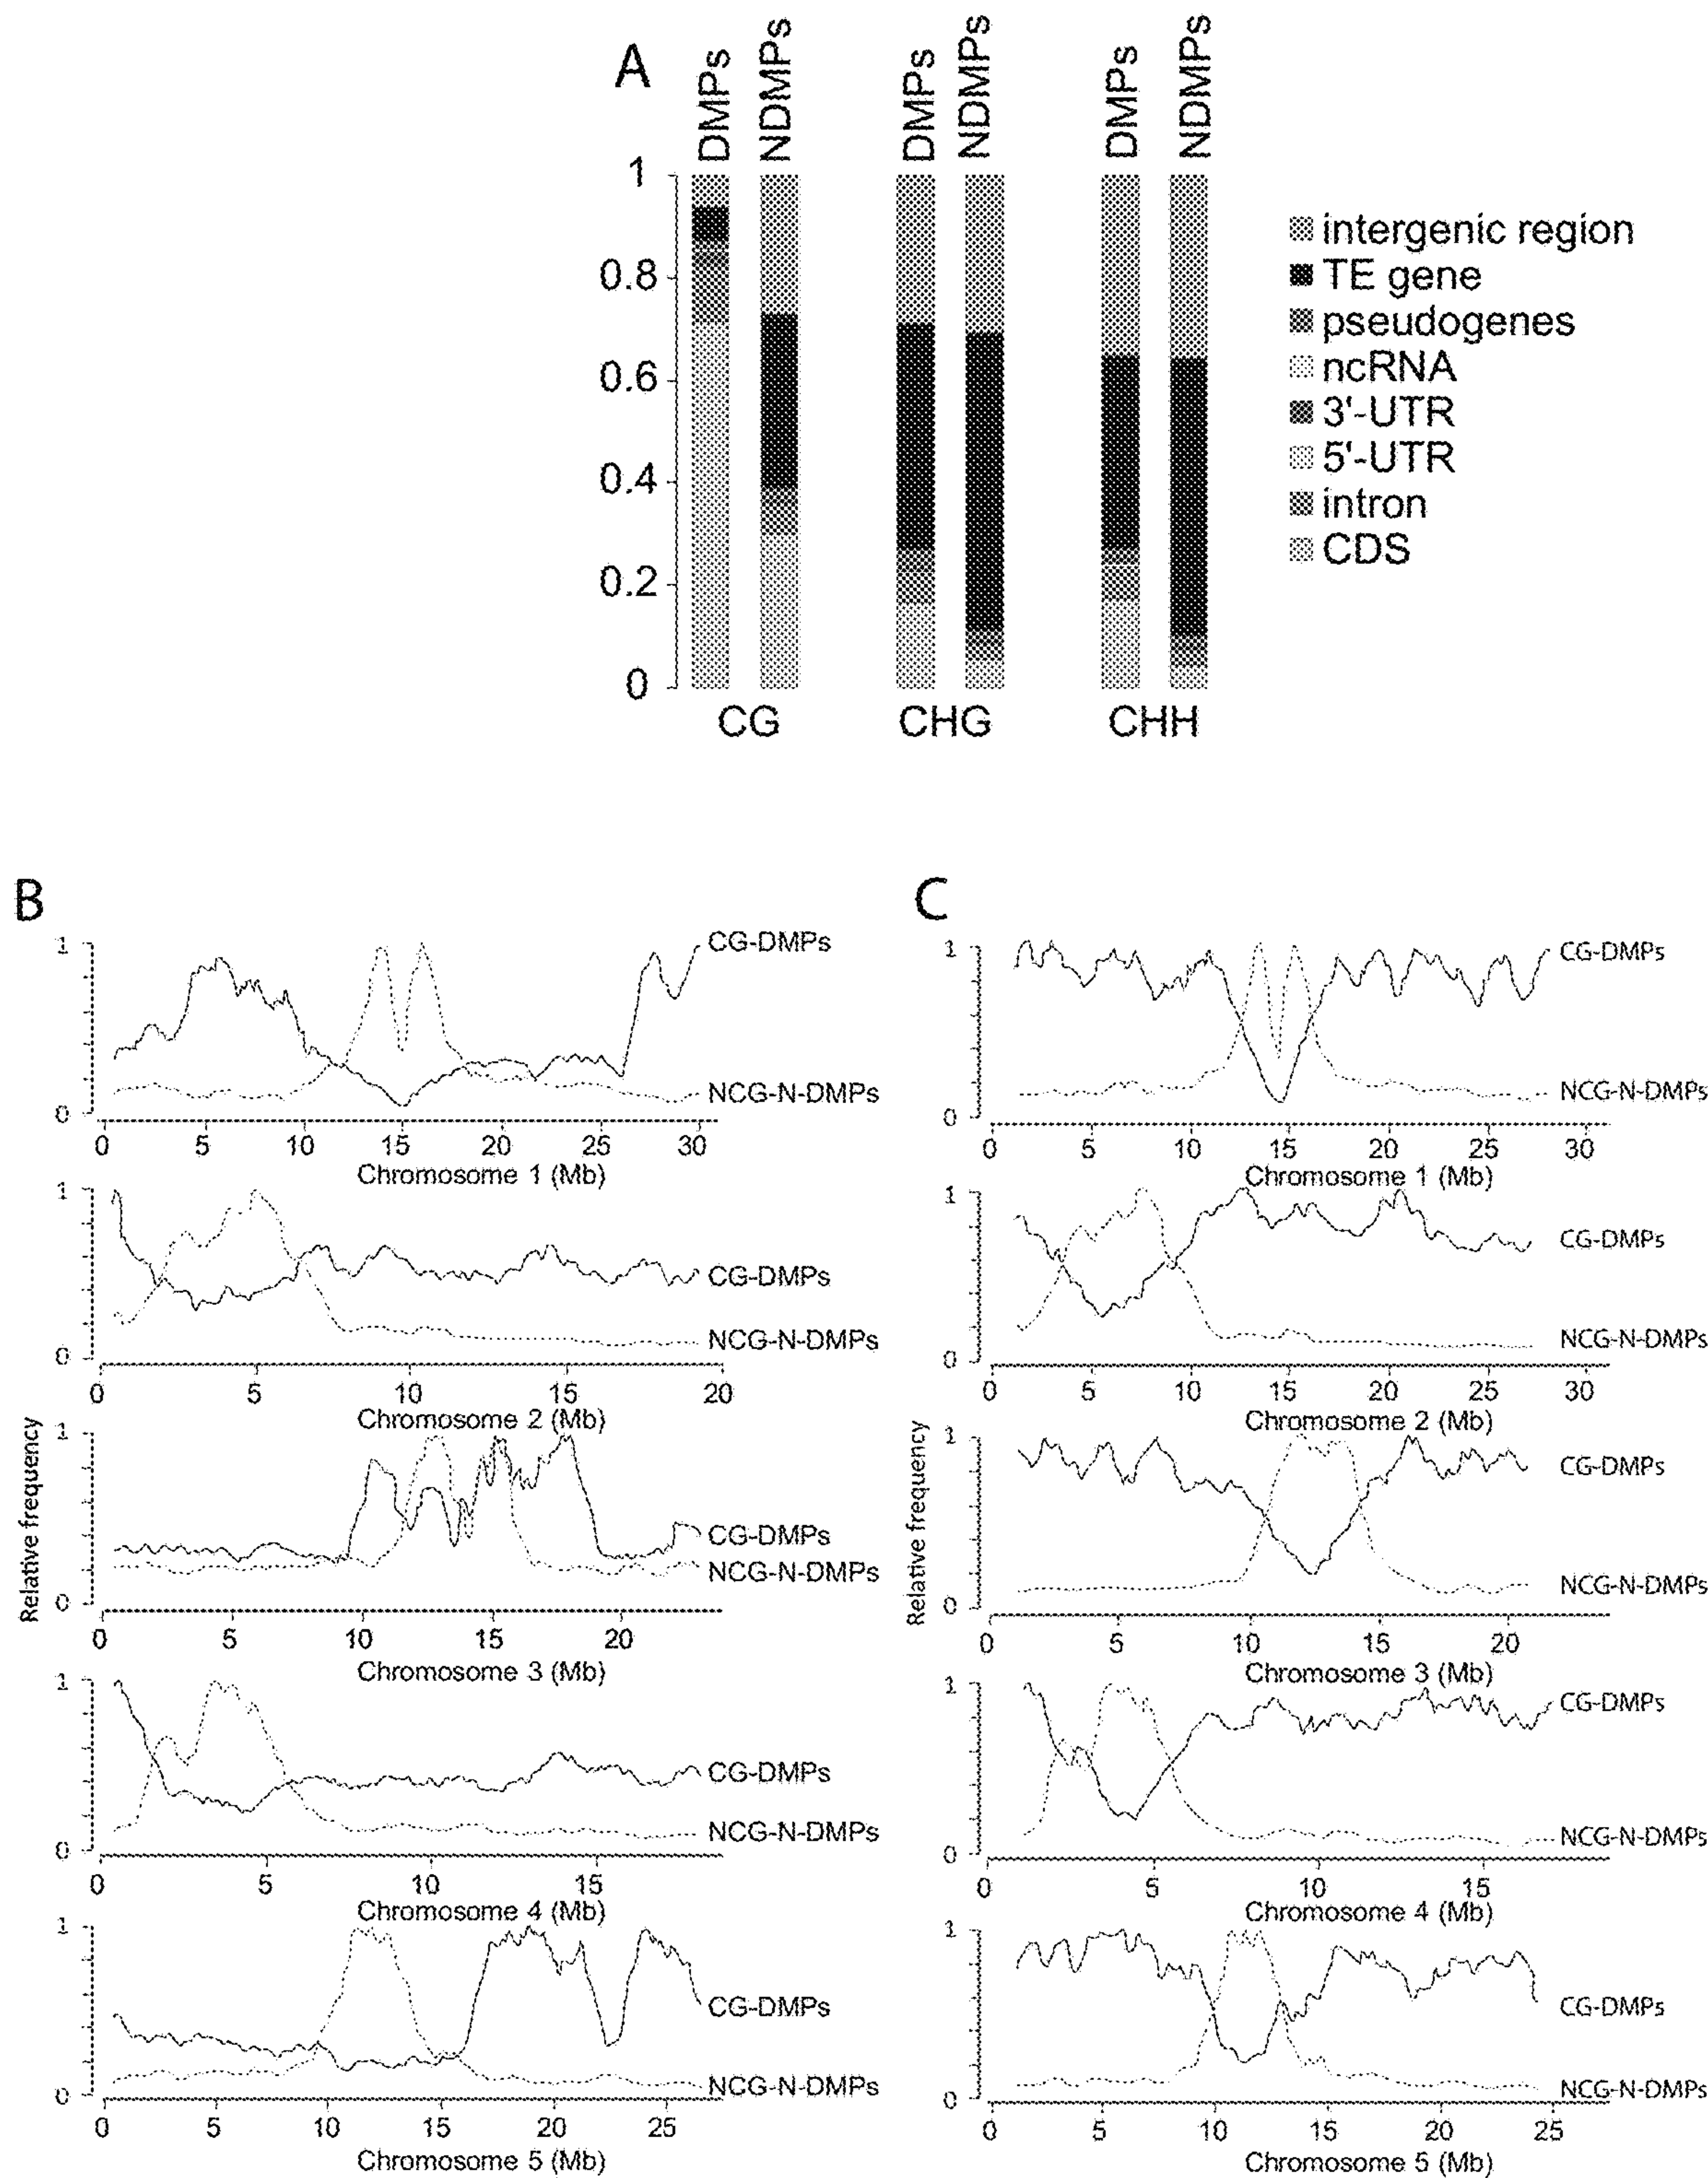 A
DMPs NDMPs DMPs NDMPs DMPs NDMPs
1
0.8
0.6
0.4
0.2
0
CG CHG CHH
intergenic region
TE gene
pseudogenes
ncRNA
3'-UTR
5'-UTR
intron
CDS
B
Relative frequency
1
0
CG-DMPs
NCG-N-DMPs
0 5 10 15 20 25 30
Chromosome 1 (Mb)
1
0
CG-DMPs
NCG-N-DMPs
0 5 10 15 20
Chromosome 2 (Mb)
1
0
CG-DMPs
NCG-N-DMPs
0 5 10 15 20
Chromosome 3 (Mb)
1
0
CG-DMPs
NCG-N-DMPs
0 5 10 15
Chromosome 4 (Mb)
1
0
CG-DMPs
NCG-N-DMPs
0 5 10 15 20 25
Chromosome 5 (Mb)
C
Relative frequency
1
0
CG-DMPs
NCG-N-DMPs
0 5 10 15 20 25 30
Chromosome 1 (Mb)
1
0
CG-DMPs
NCG-N-DMPs
0 5 10 15 20 25 30
Chromosome 2 (Mb)
1
0
CG-DMPs
NCG-N-DMPs
0 5 10 15 20
Chromosome 3 (Mb)
1
0
CG-DMPs
NCG-N-DMPs
0 5 10 15
Chromosome 4 (Mb)
1
0
CG-DMPs
NCG-N-DMPs
0 5 10 15 20 25
Chromosome 5 (Mb)